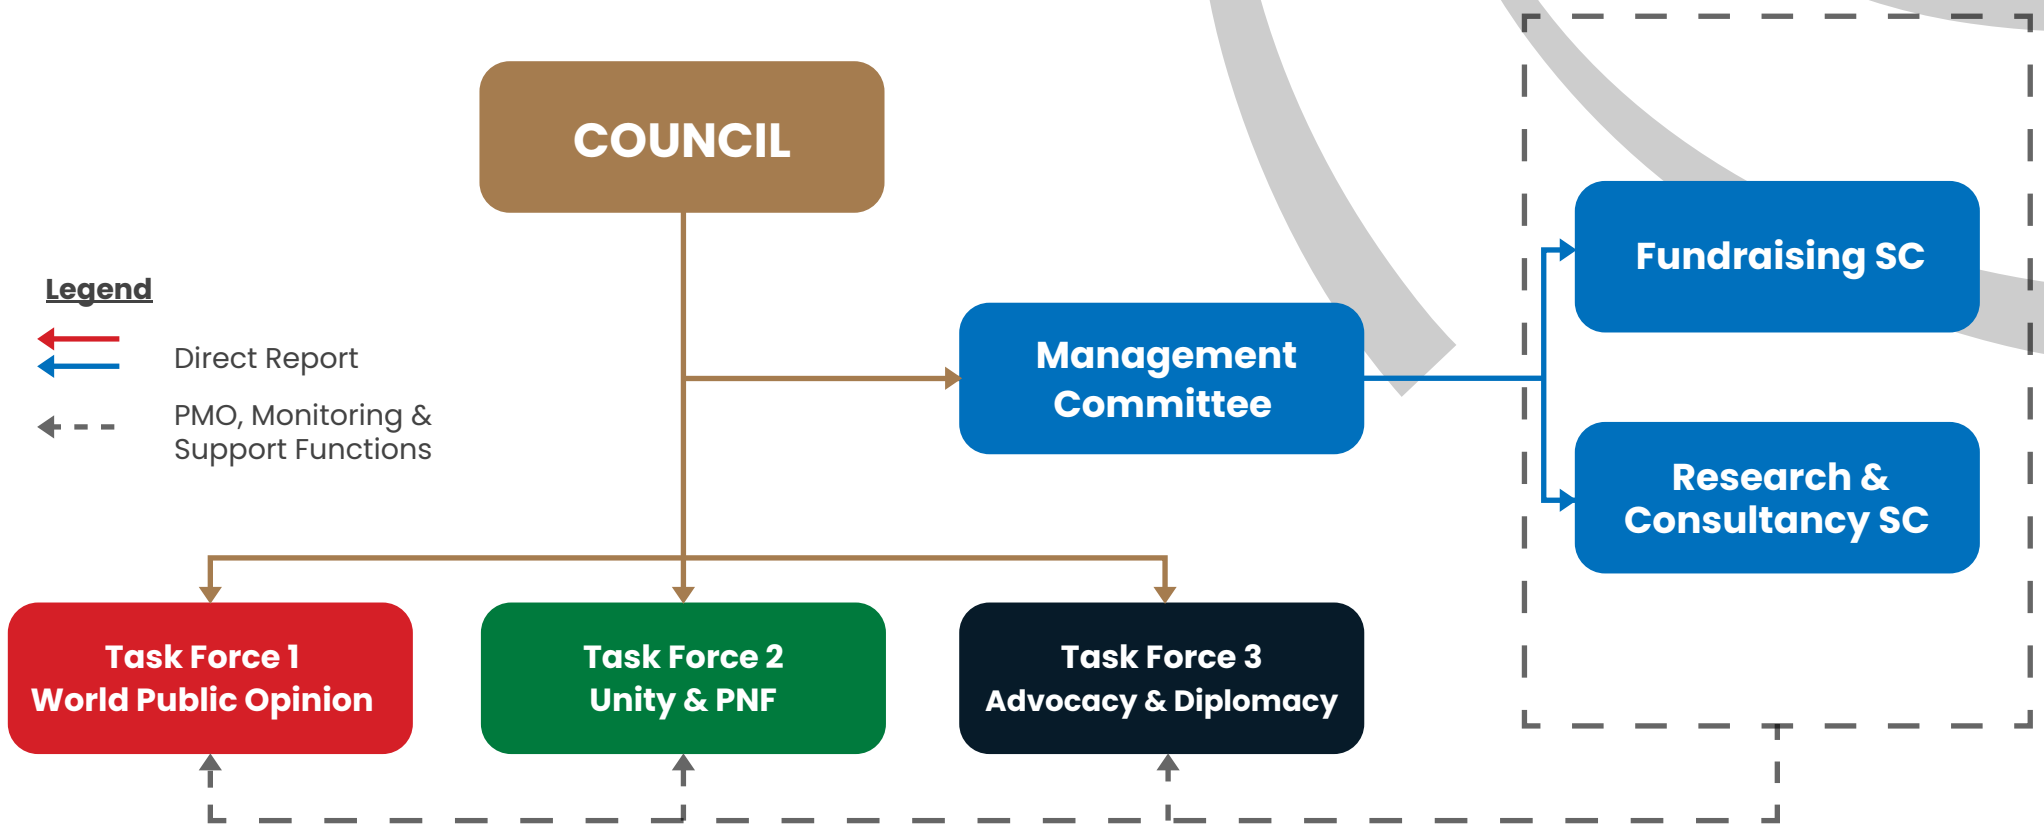 COUNCIL
Legend
Direct Report
PMO, Monitoring &
Support Functions
Management
Committee
Fundraising SC
Research &
Consultancy SC
Task Force 1
World Public Opinion
Task Force 2
Unity & PNF
Task Force 3
Advocacy & Diplomacy